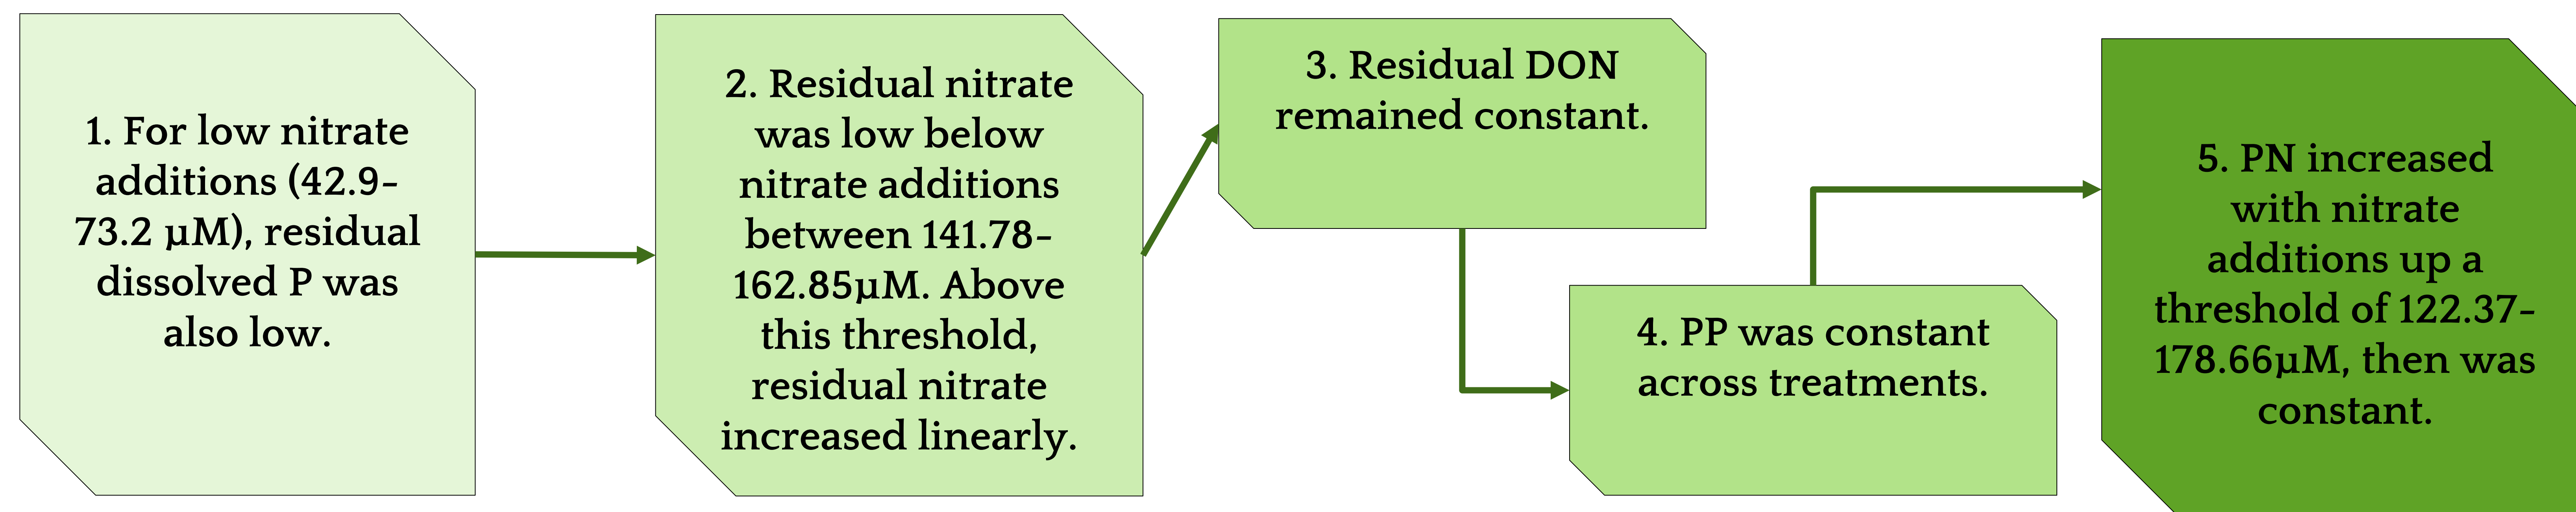 1. For low nitrate
additions (42.9-
73.2 µM), residual
dissolved P was
also low.
2. Residual nitrate
was low below
nitrate additions
between 141.78-
162.85µM. Above
this threshold,
residual nitrate
increased linearly.
3. Residual DON
remained constant.
4. PP was constant
across treatments.
5. PN increased
with nitrate
additions up a
threshold of 122.37-
178.66µM, then was
constant.